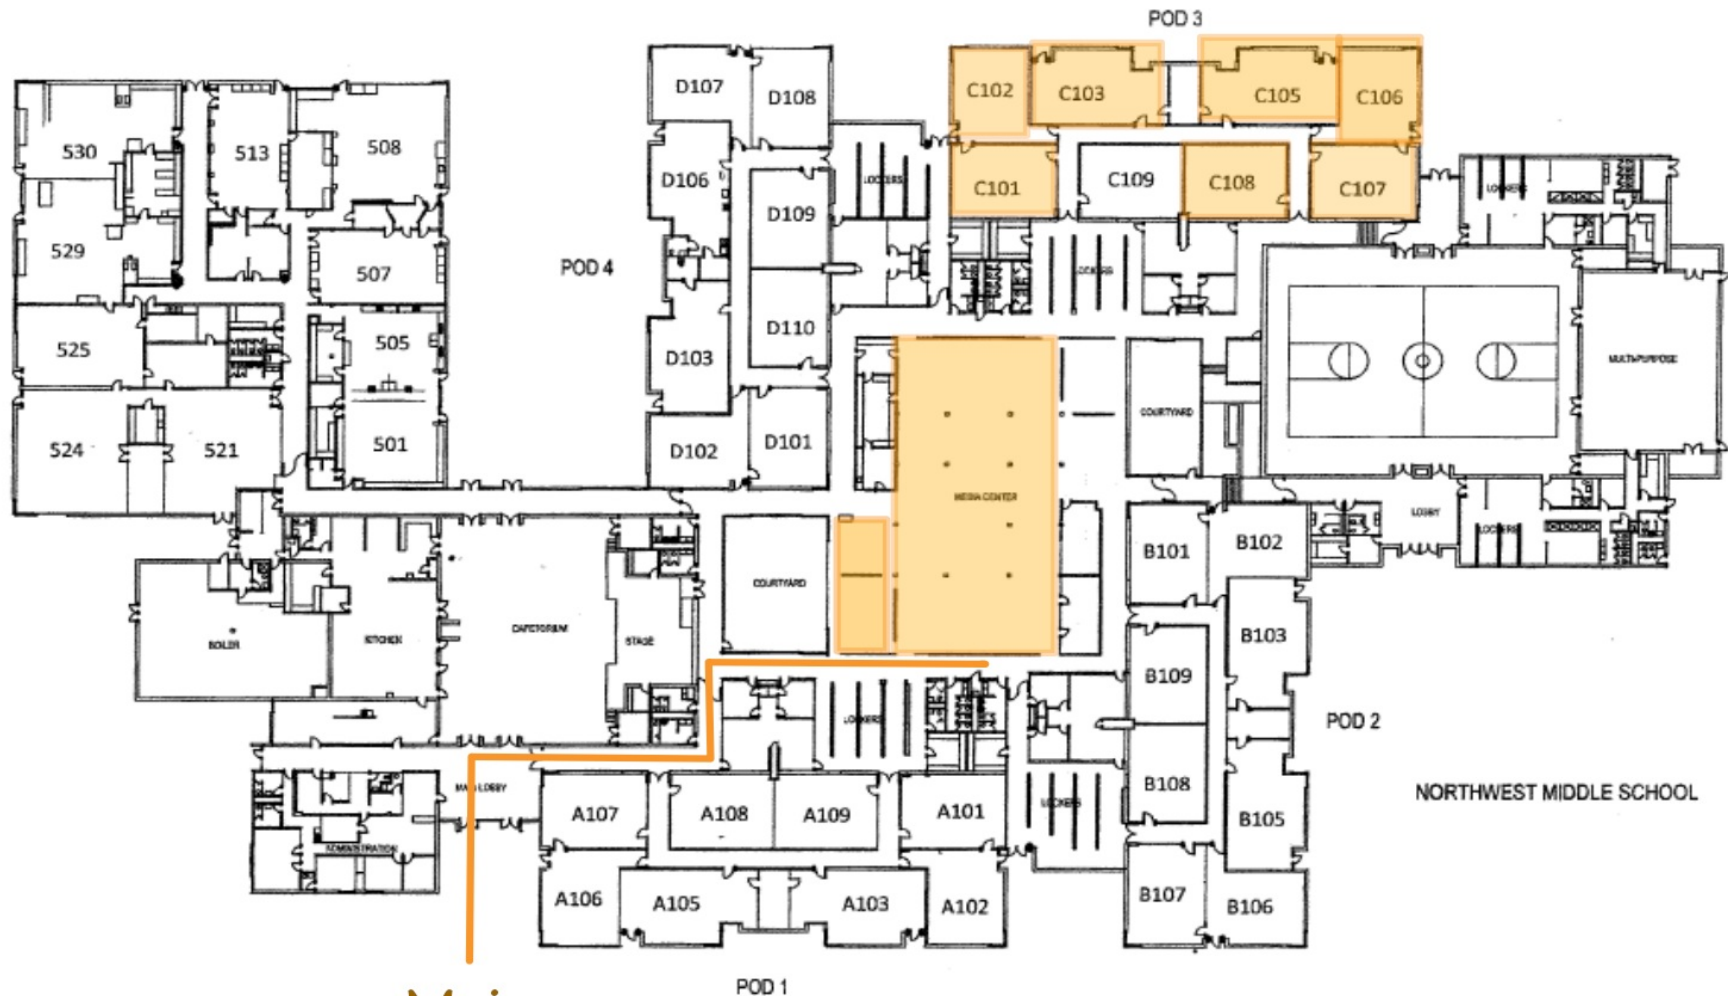 POD 3
D107
D108
C102
C103
C105
C106
530
513
508
D106
LOCKERS
C101
C109
C108
C107
LOCKERS
529
507
POD 4
D109
LOCKERS
525
505
D103
D110
MULTI-PURPOSE
COURTYARD
524
521
501
D102
D101
MEDIA CENTER
LOBBY
LOCKERS
B101
B102
COURTYARD
BOILER
KITCHEN
CAFETORIUM
STAGE
B103
B109
LOCKERS
POD 2
MAIN LOBBY
B108
NORTHWEST MIDDLE SCHOOL
A107
A108
A109
A101
LOCKERS
B105
ADMINISTRATION
A106
A105
A103
A102
B107
B106
POD 1